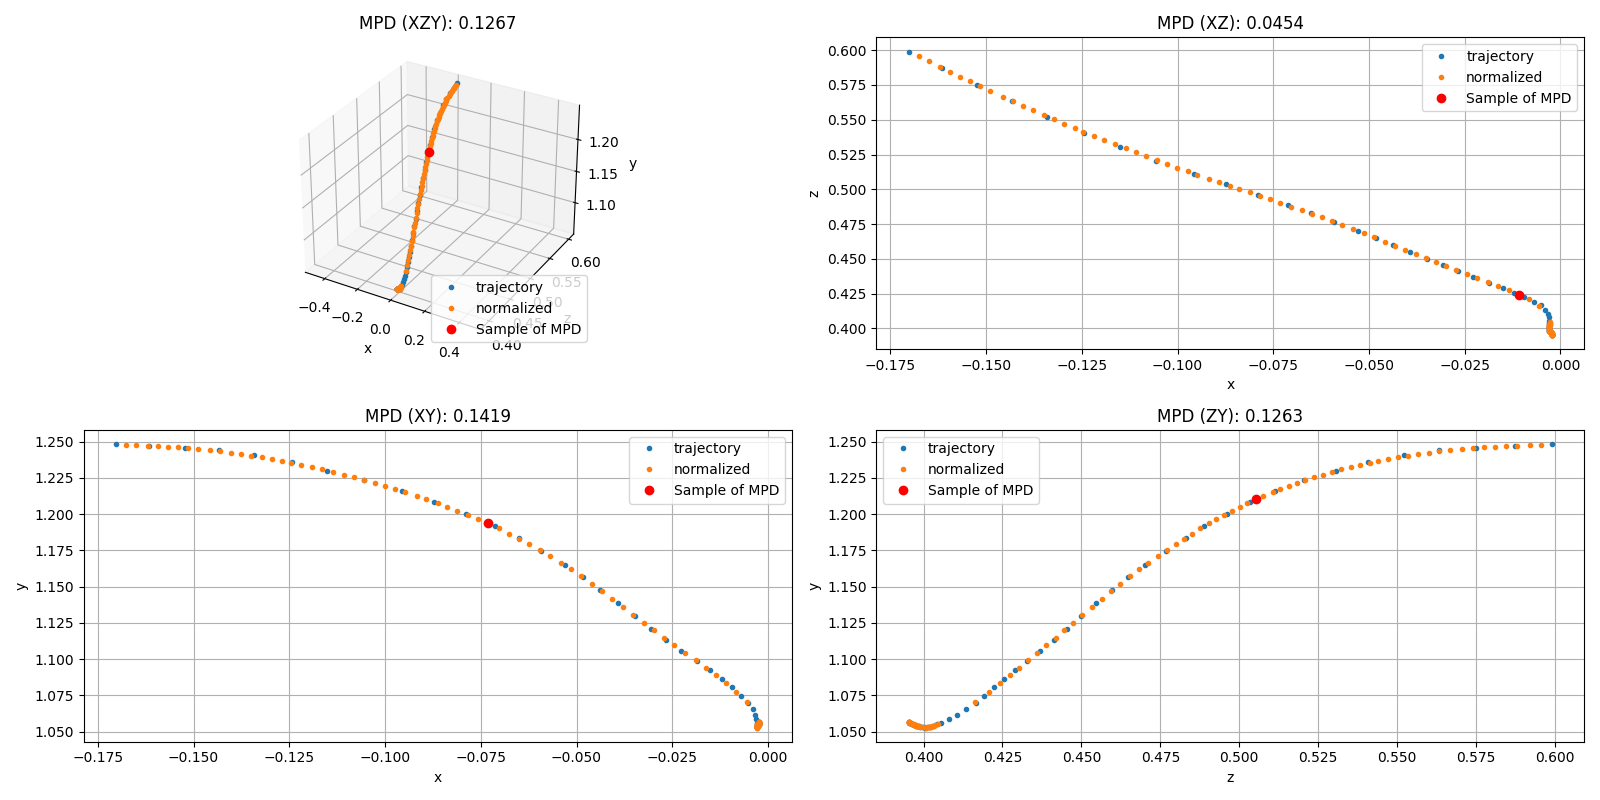 MPD (XZY): 0.1267
1.20
1.15
1.10
y
0.60
0.55
0.50
0.45
0.40
z
−0.4
−0.2
0.0
0.2
0.4
x
trajectory
normalized
Sample of MPD
MPD (XZ): 0.0454
0.600
0.575
0.550
0.525
0.500
0.475
0.450
0.425
0.400
z
trajectory
normalized
Sample of MPD
−0.175
−0.150
−0.125
−0.100
−0.075
−0.050
−0.025
0.000
x
MPD (XY): 0.1419
1.250
1.225
1.200
1.175
1.150
1.125
1.100
1.075
1.050
y
trajectory
normalized
Sample of MPD
−0.175
−0.150
−0.125
−0.100
−0.075
−0.050
−0.025
0.000
x
MPD (ZY): 0.1263
1.250
1.225
1.200
1.175
1.150
1.125
1.100
1.075
1.050
y
trajectory
normalized
Sample of MPD
0.400
0.425
0.450
0.475
0.500
0.525
0.550
0.575
0.600
z